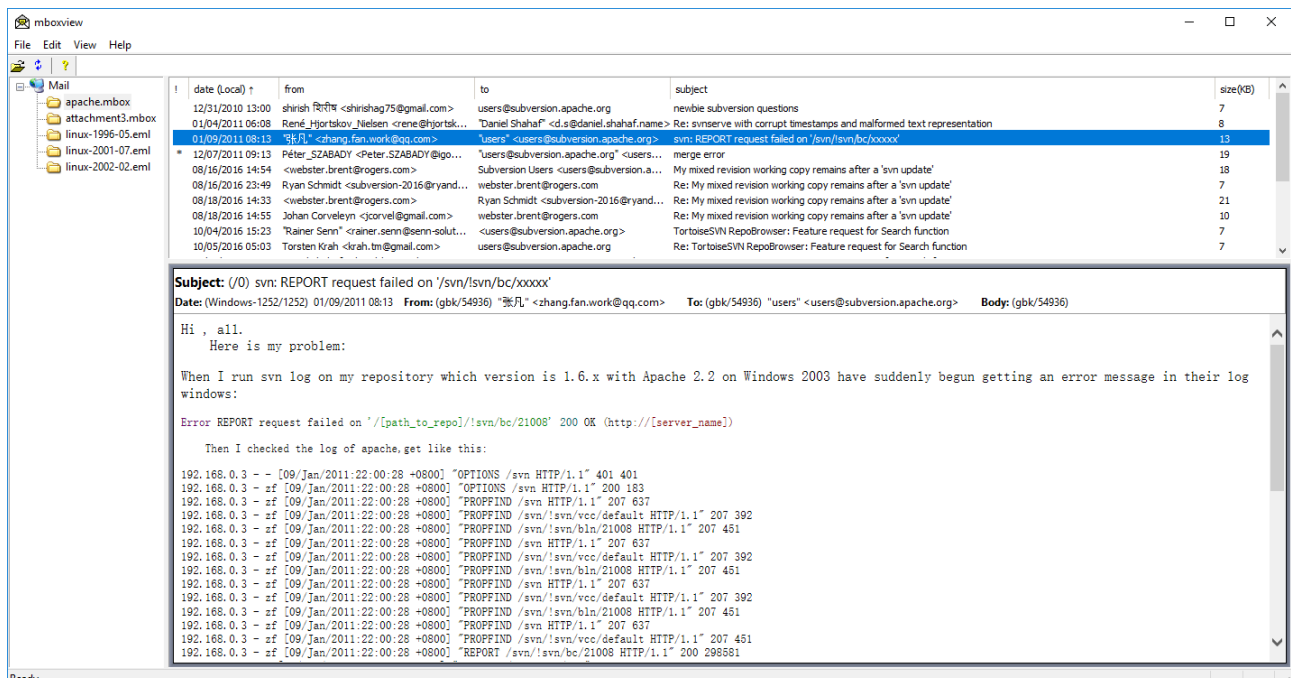 mboxview
File Edit View Help
Mail
apache.mbox
attachment3.mbox
linux-1996-05.eml
linux-2001-07.eml
linux-2002-02.eml
! date (Local) ↑ from to subject size(KB)
12/31/2010 13:00 shirish शिरीष <shirishag75@gmail.com> users@subversion.apache.org newbie subversion questions 7
01/04/2011 06:08 René_Hjortskov_Nielsen <rene@hjortsk... "Daniel Shahaf" <d.s@daniel.shahaf.name> Re: svnserve with corrupt timestamps and malformed text representation 8
01/09/2011 08:13 "张凡" <zhang.fan.work@qq.com> "users" <users@subversion.apache.org> svn: REPORT request failed on '/svn/!svn/bc/xxxxx' 13
12/07/2011 09:13 Péter_SZABADY <Peter.SZABADY@igo... "users@subversion.apache.org" <users... merge error 19
08/16/2016 14:54 <webster.brent@rogers.com> Subversion Users <users@subversion.a... My mixed revision working copy remains after a 'svn update' 18
08/16/2016 23:49 Ryan Schmidt <subversion-2016@ryand... webster.brent@rogers.com Re: My mixed revision working copy remains after a 'svn update' 7
08/18/2016 14:33 <webster.brent@rogers.com> Ryan Schmidt <subversion-2016@ryand... Re: My mixed revision working copy remains after a 'svn update' 21
08/18/2016 14:55 Johan Corveleyn <jcorvel@gmail.com> webster.brent@rogers.com Re: My mixed revision working copy remains after a 'svn update' 10
10/04/2016 15:23 "Rainer Senn" <rainer.senn@senn-solut... <users@subversion.apache.org> TortoiseSVN RepoBrowser: Feature request for Search function 7
10/05/2016 05:03 Torsten Krah <krah.tm@gmail.com> users@subversion.apache.org Re: TortoiseSVN RepoBrowser: Feature request for Search function 7
Subject: (/0) svn: REPORT request failed on '/svn/!svn/bc/xxxxx'
Date: (Windows-1252/1252) 01/09/2011 08:13 From: (gbk/54936) "张凡" <zhang.fan.work@qq.com> To: (gbk/54936) "users" <users@subversion.apache.org> Body: (gbk/54936)
Hi , all.
Here is my problem:
When I run svn log on my repository which version is 1.6.x with Apache 2.2 on Windows 2003 have suddenly begun getting an error message in their log
windows:
Error REPORT request failed on '/[path_to_repo]/!svn/bc/21008' 200 OK (http://[server_name])
Then I checked the log of apache,get like this:
192.168.0.3 - - [09/Jan/2011:22:00:28 +0800] "OPTIONS /svn HTTP/1.1" 401 401
192.168.0.3 - zf [09/Jan/2011:22:00:28 +0800] "OPTIONS /svn HTTP/1.1" 200 183
192.168.0.3 - zf [09/Jan/2011:22:00:28 +0800] "PROPFIND /svn HTTP/1.1" 207 637
192.168.0.3 - zf [09/Jan/2011:22:00:28 +0800] "PROPFIND /svn/!svn/vcc/default HTTP/1.1" 207 392
192.168.0.3 - zf [09/Jan/2011:22:00:28 +0800] "PROPFIND /svn/!svn/bln/21008 HTTP/1.1" 207 451
192.168.0.3 - zf [09/Jan/2011:22:00:28 +0800] "PROPFIND /svn HTTP/1.1" 207 637
192.168.0.3 - zf [09/Jan/2011:22:00:28 +0800] "PROPFIND /svn/!svn/vcc/default HTTP/1.1" 207 392
192.168.0.3 - zf [09/Jan/2011:22:00:28 +0800] "PROPFIND /svn/!svn/bln/21008 HTTP/1.1" 207 451
192.168.0.3 - zf [09/Jan/2011:22:00:28 +0800] "PROPFIND /svn HTTP/1.1" 207 637
192.168.0.3 - zf [09/Jan/2011:22:00:28 +0800] "PROPFIND /svn/!svn/vcc/default HTTP/1.1" 207 392
192.168.0.3 - zf [09/Jan/2011:22:00:28 +0800] "PROPFIND /svn/!svn/bln/21008 HTTP/1.1" 207 451
192.168.0.3 - zf [09/Jan/2011:22:00:28 +0800] "PROPFIND /svn HTTP/1.1" 207 637
192.168.0.3 - zf [09/Jan/2011:22:00:28 +0800] "PROPFIND /svn/!svn/vcc/default HTTP/1.1" 207 451
192.168.0.3 - zf [09/Jan/2011:22:00:28 +0800] "REPORT /svn/!svn/bc/21008 HTTP/1.1" 200 298581